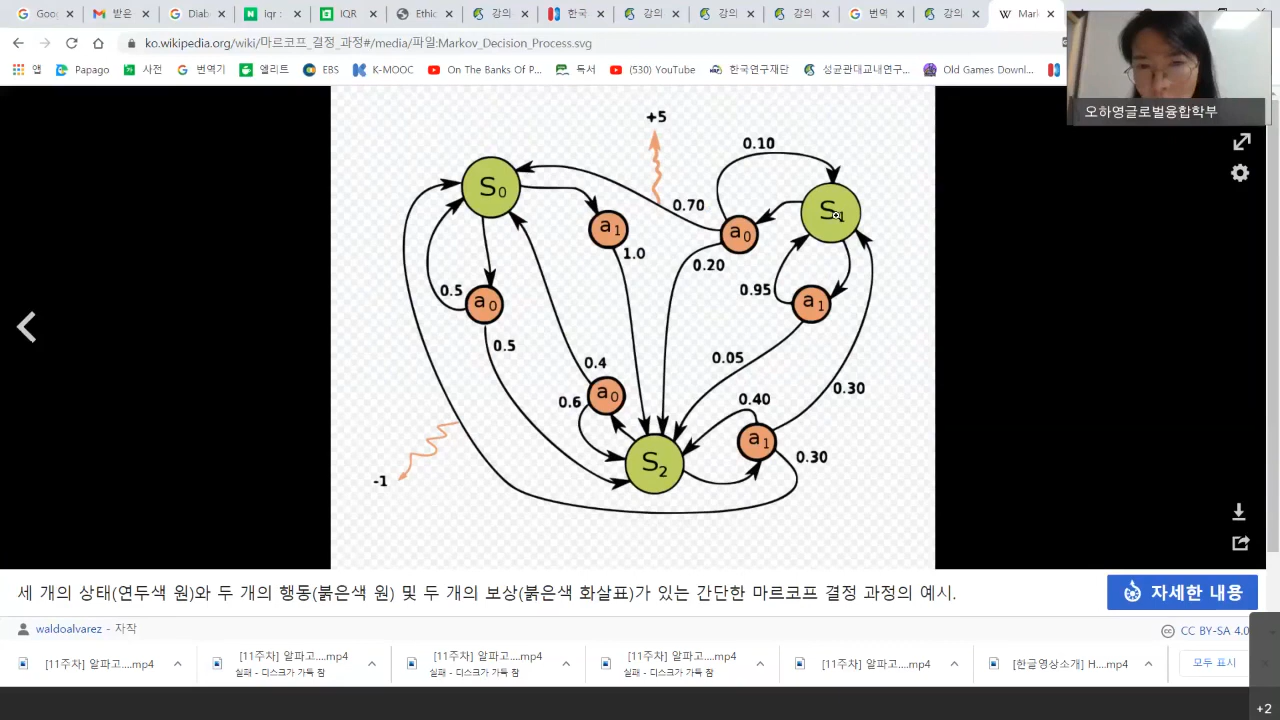 Goo
받은
Diab
iqr :
IQR
Ethic
강의
한국
강의
강의
강의
번역
강의
Mark
ko.wikipedia.org/wiki/마르코프_결정_과정#/media/파일:Markov_Decision_Process.svg
앱
Papago
사전
번역기
엘리트
EBS
K-MOOC
On The Banks Of P...
독서
(530) YouTube
한국연구재단
성균관대교내연구...
Old Games Downl...
오하영글로벌융합학부
+5
0.10
S0
S1
0.70
a1
a0
1.0
0.20
0.5
a0
0.95
a1
0.5
0.05
0.4
a0
0.6
0.40
0.30
a1
S2
0.30
-1
세 개의 상태(연두색 원)와 두 개의 행동(붉은색 원) 및 두 개의 보상(붉은색 화살표)가 있는 간단한 마르코프 결정 과정의 예시.
자세한 내용
waldoalvarez - 자작
CC BY-SA 4.0
[11주차] 알파고....mp4
[11주차] 알파고....mp4
실패 - 디스크가 가득 참
[11주차] 알파고....mp4
실패 - 디스크가 가득 참
[11주차] 알파고....mp4
실패 - 디스크가 가득 참
[11주차] 알파고....mp4
[한글영상소개] H....mp4
모두 표시
+2